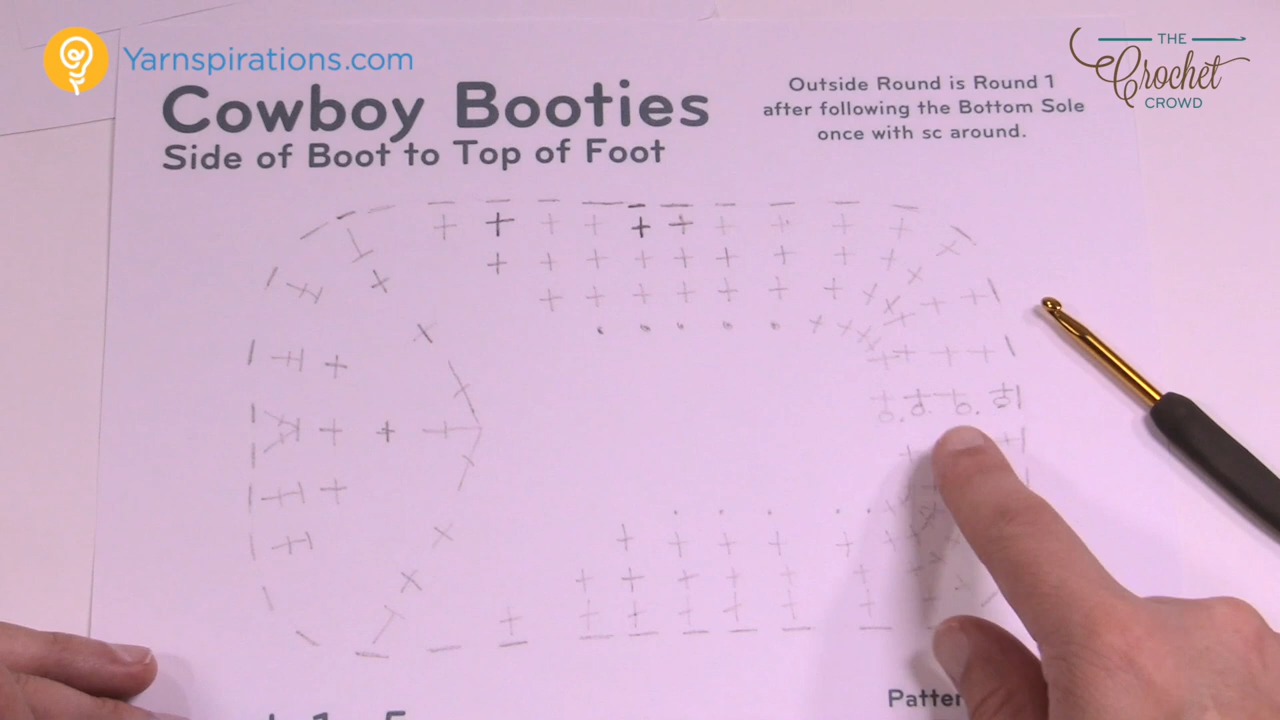 Yarnspirations.com
THE
Crochet
CROWD
Cowboy Booties
Side of Boot to Top of Foot
Outside Round is Round 1
after following the Bottom Sole
once with sc around.